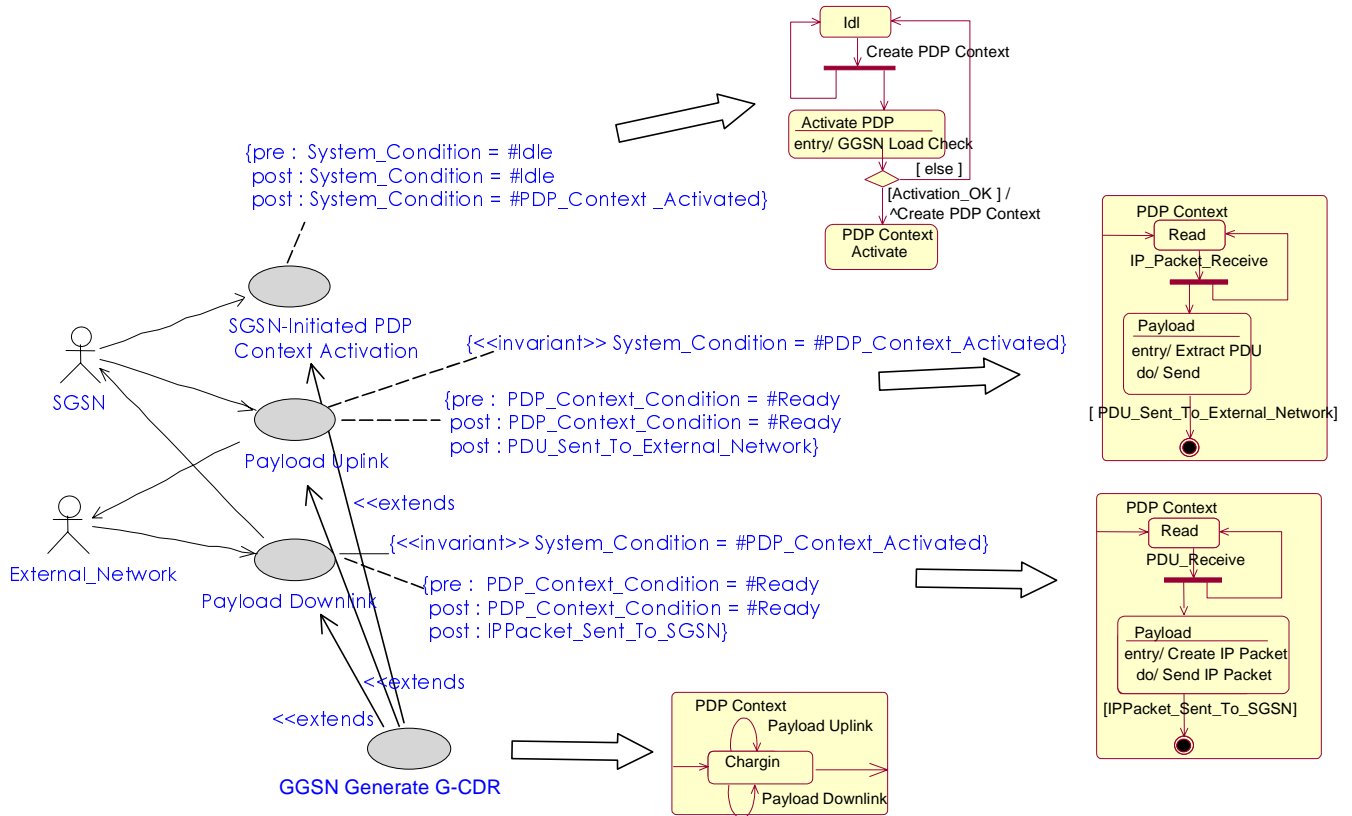 Idl
Create PDP Context
Activate PDP
entry/ GGSN Load Check
[ else ]
[Activation_OK ] /
^Create PDP Context
PDP Context
Activate
{pre : System_Condition = #Idle
post : System_Condition = #Idle
post : System_Condition = #PDP_Context _Activated}
SGSN-Initiated PDP
Context Activation
SGSN
{<<invariant>> System_Condition = #PDP_Context_Activated}
{pre : PDP_Context_Condition = #Ready
post : PDP_Context_Condition = #Ready
post : PDU_Sent_To_External_Network}
Payload Uplink
<<extends
PDP Context
Read
IP_Packet_Receive
Payload
entry/ Extract PDU
do/ Send
[ PDU_Sent_To_External_Network]
External_Network
{<<invariant>> System_Condition = #PDP_Context_Activated}
{pre : PDP_Context_Condition = #Ready
post : PDP_Context_Condition = #Ready
post : IPPacket_Sent_To_SGSN}
Payload Downlink
<<extends
<<extends
PDP Context
Read
PDU_Receive
Payload
entry/ Create IP Packet
do/ Send IP Packet
[IPPacket_Sent_To_SGSN]
GGSN Generate G-CDR
PDP Context
Payload Uplink
Chargin
Payload Downlink